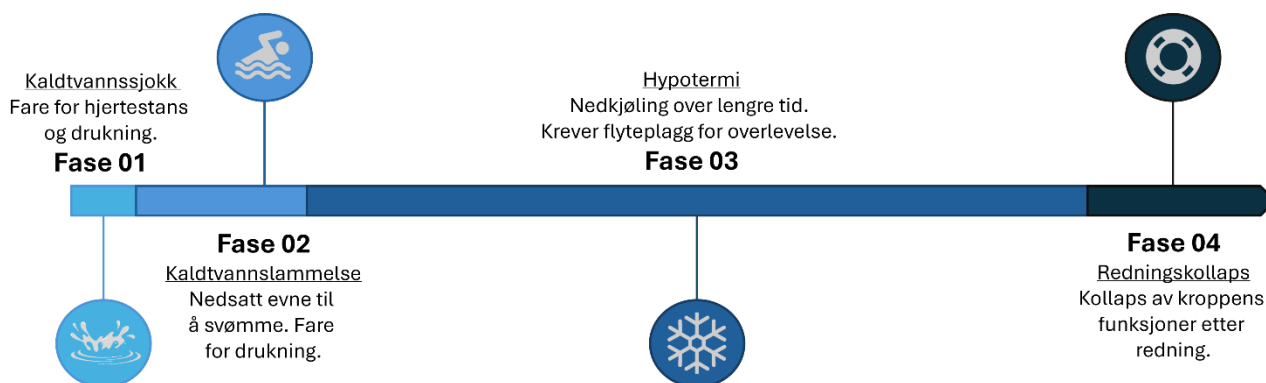 Kaldtvannssjokk
Fare for hjertestans
og drukning.
Fase 01
Fase 02
Kaldtvannslammelse
Nedsatt evne til
å svømme. Fare
for drukning.
Hypotermi
Nedkjøling over lengre tid.
Krever flyteplagg for overlevelse.
Fase 03
Fase 04
Redningskollaps
Kollaps av kroppens
funksjoner etter
redning.